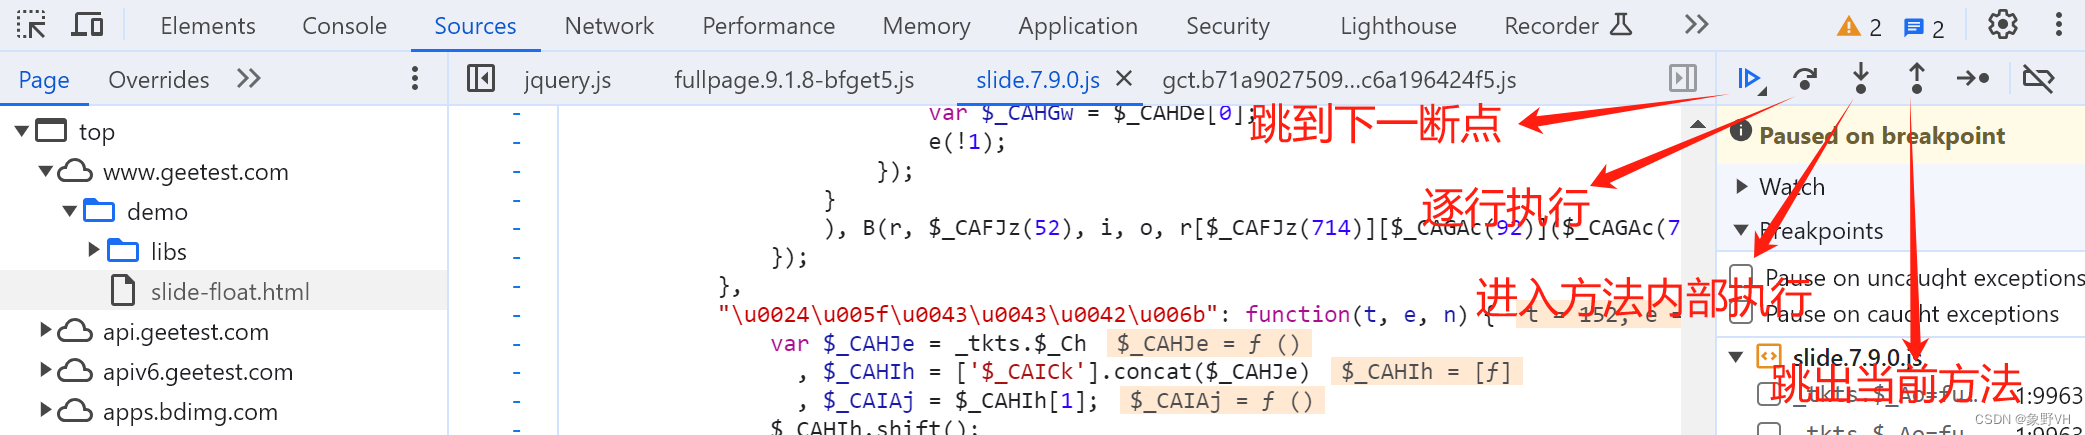 Elements Console Sources Network Performance Memory Application Security Lighthouse Recorder 2 2
Page Overrides jquery.js fullpage.9.1.8-bfget5.js slide.7.9.0.js gct.b71a9027509...c6a196424f5.js
top
www.geetest.com
demo
libs
slide-float.html
api.geetest.com
apiv6.geetest.com
apps.bdimg.com
var $_CAHGw = $_CAHDe[0];
e(!1);
});
}
), B(r, $_CAFJz(52), i, o, r[$_CAFJz(714)][$_CAGAc(92)]($_CAGAc(7
});
},
"\u0024\u005f\u0043\u0043\u0042\u006b": function(t, e, n) { t = 152, e =
var $_CAHJe = _tkts.$_Ch $_CAHJe = ƒ ()
, $_CAHIh = ['$_CAICk'].concat($_CAHJe) $_CAHIh = [ƒ]
, $_CAIAj = $_CAHIh[1]; $_CAIAj = ƒ ()
$_CAHIh.shift();
跳到下一断点
逐行执行
进入方法内部执行
跳出当前方法
Paused on breakpoint
Watch
Breakpoints
Pause on uncaught exceptions
Pause on caught exceptions
slide.7.9.0.js
_tkts.$_Ao=fu... 1:9963
_tkts.$_Ao=fu... 1:9963
CSDN @象野VH